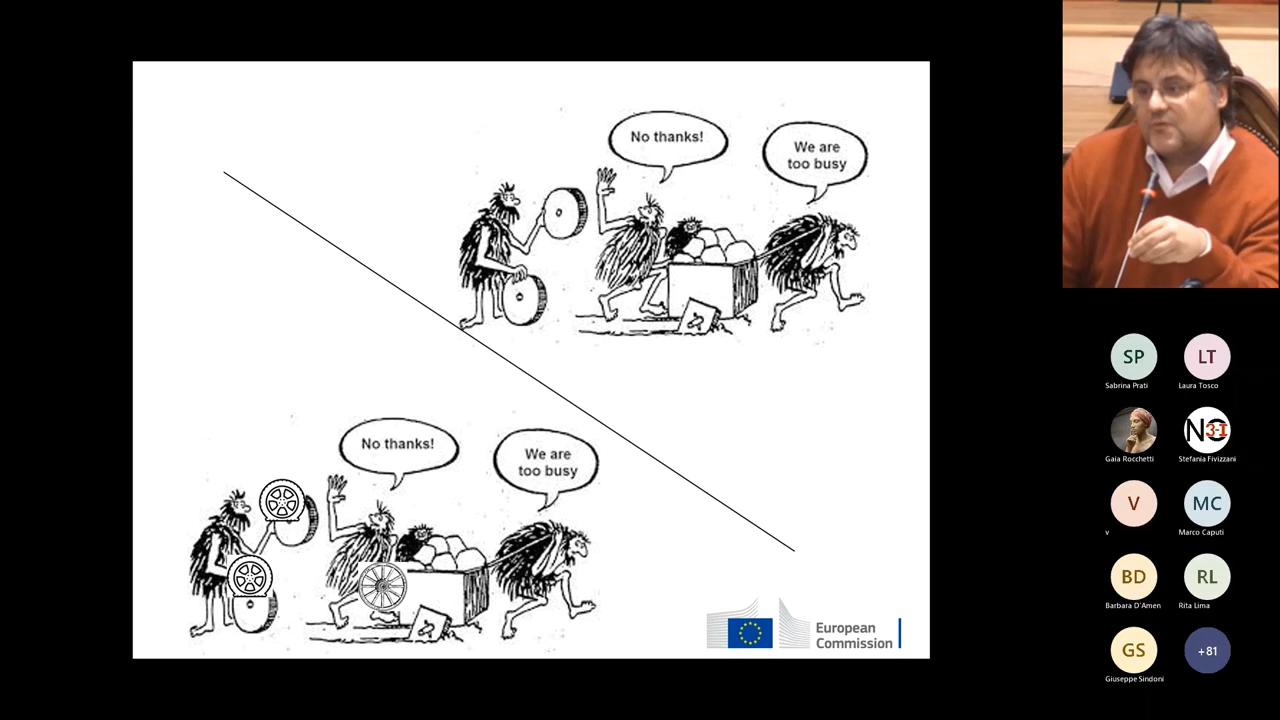 No thanks!
We are
too busy
No thanks!
We are
too busy
European
Commission
SP
LT
Sabrina Prati
Laura Tosco
N3-I
Gaia Rocchetti
Stefania Fivizzani
V
MC
v
Marco Caputi
BD
RL
Barbara D'Amen
Rita Lima
GS
+81
Giuseppe Sindoni